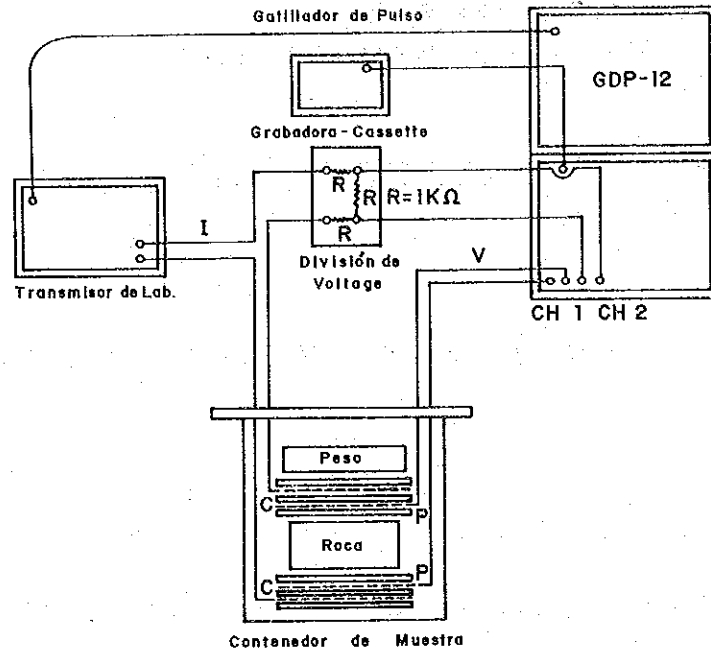 Gatillador de Pulso
GDP-12
Grabadora-Cassette
R
R R=1KΩ
R
I
División de
Voltage
V
Transmisor de Lab.
CH 1 CH 2
Peso
C
P
Roca
P
C
Contenedor de Muestra